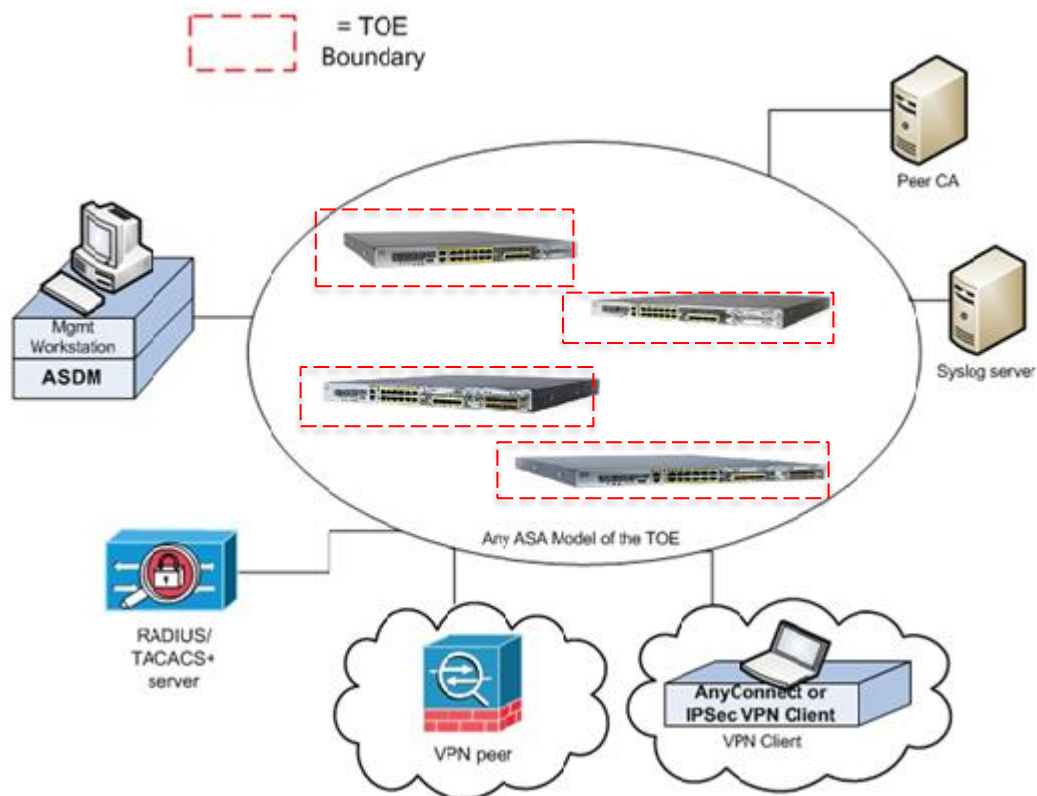 = TOE
Boundary
Peer CA
Mgmt
Workstation
ASDM
Syslog server
Any ASA Model of the TOE
RADIUS/
TACACS+
server
VPN peer
AnyConnect or
IPSec VPN Client
VPN Client